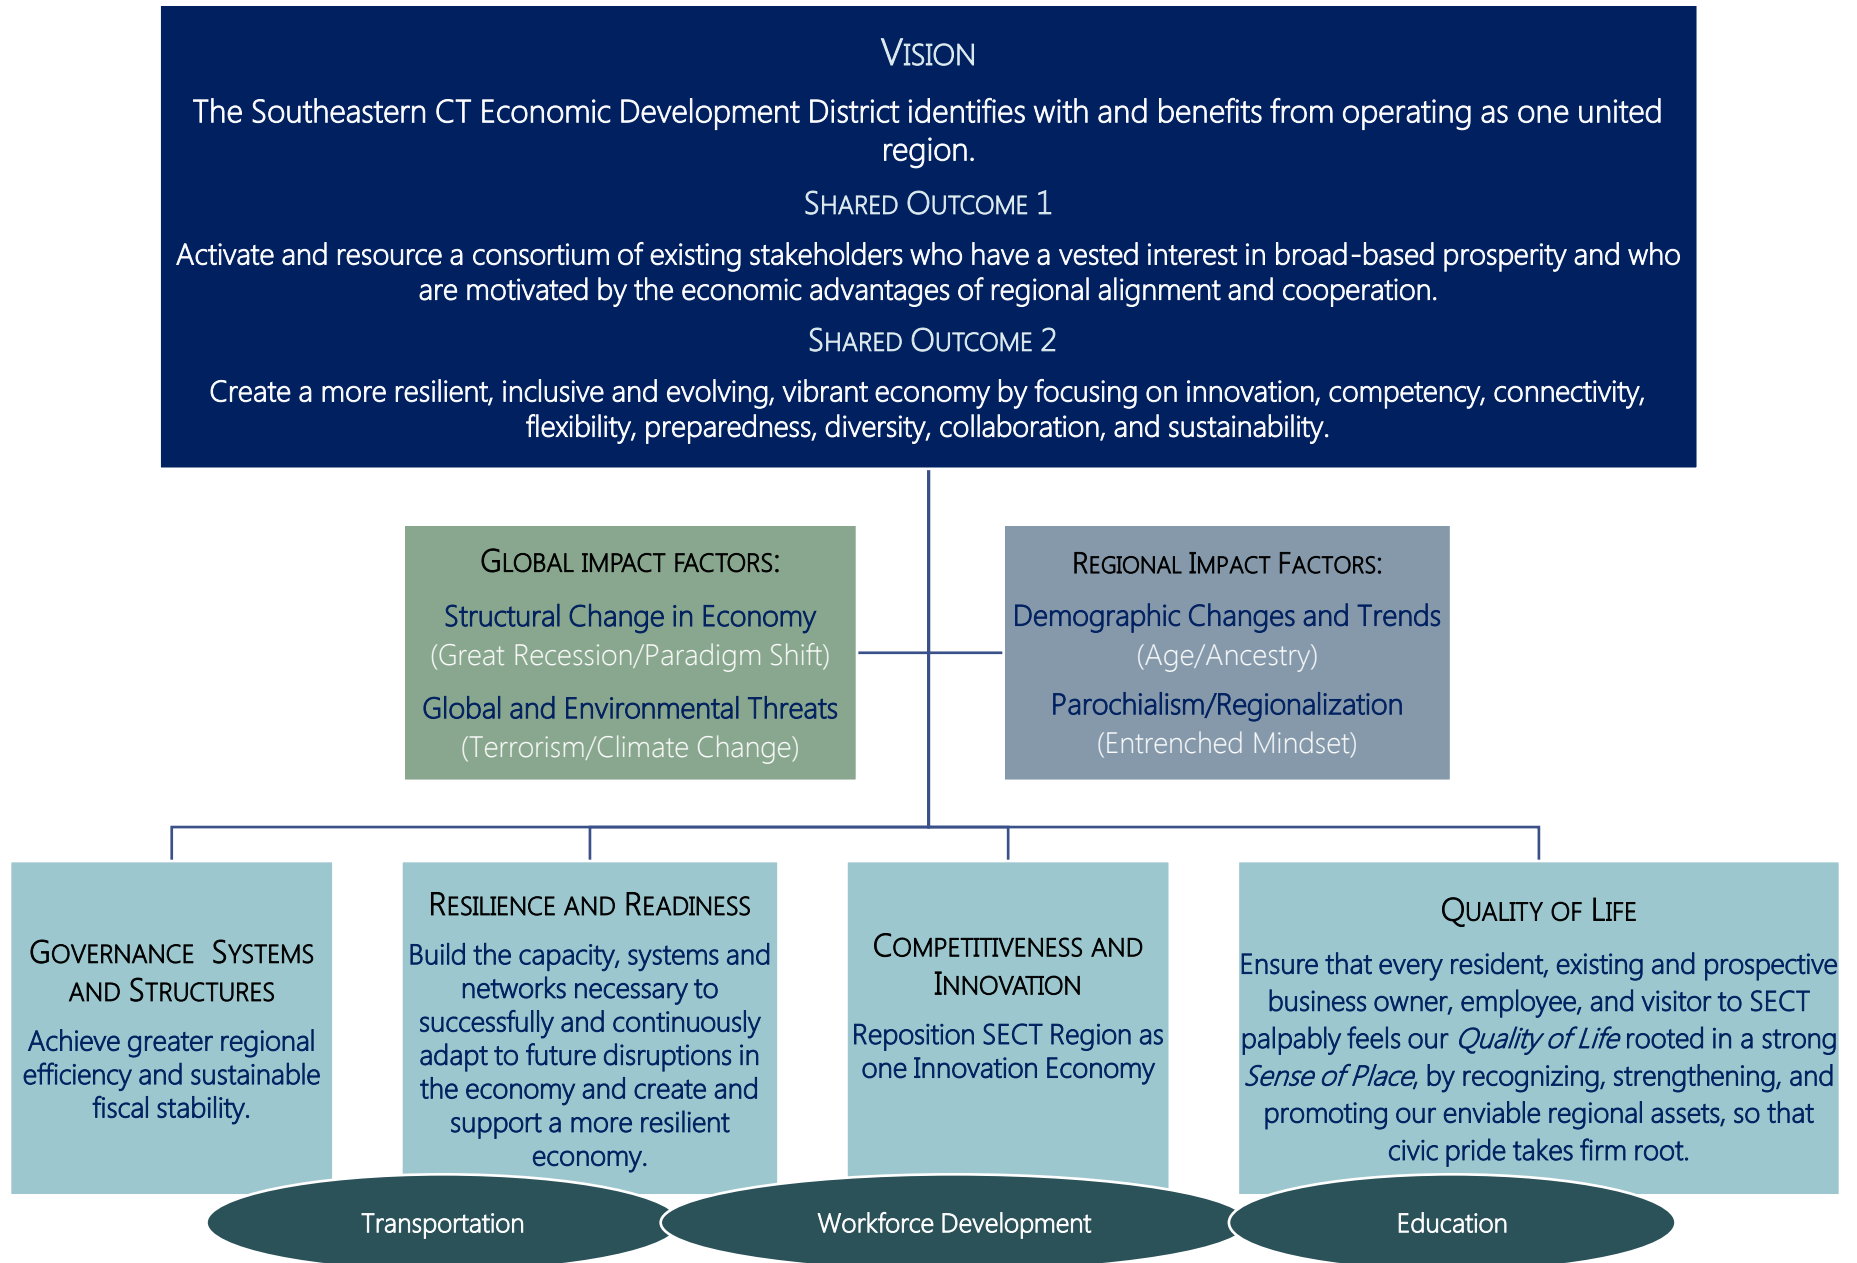 VISION
The Southeastern CT Economic Development District identifies with and benefits from operating as one united
region.
SHARED OUTCOME 1
Activate and resource a consortium of existing stakeholders who have a vested interest in broad-based prosperity and who
are motivated by the economic advantages of regional alignment and cooperation.
SHARED OUTCOME 2
Create a more resilient, inclusive and evolving, vibrant economy by focusing on innovation, competency, connectivity,
flexibility, preparedness, diversity, collaboration, and sustainability.
GLOBAL IMPACT FACTORS:
Structural Change in Economy
(Great Recession/Paradigm Shift)
Global and Environmental Threats
(Terrorism/Climate Change)
REGIONAL IMPACT FACTORS:
Demographic Changes and Trends
(Age/Ancestry)
Parochialism/Regionalization
(Entrenched Mindset)
GOVERNANCE SYSTEMS
AND STRUCTURES
Achieve greater regional
efficiency and sustainable
fiscal stability.
RESILIENCE AND READINESS
Build the capacity, systems and
networks necessary to
successfully and continuously
adapt to future disruptions in
the economy and create and
support a more resilient
economy.
COMPETITIVENESS AND
INNOVATION
Reposition SECT Region as
one Innovation Economy
QUALITY OF LIFE
Ensure that every resident, existing and prospective
business owner, employee, and visitor to SECT
palpably feels our Quality of Life rooted in a strong
Sense of Place, by recognizing, strengthening, and
promoting our enviable regional assets, so that
civic pride takes firm root.
Transportation
Workforce Development
Education